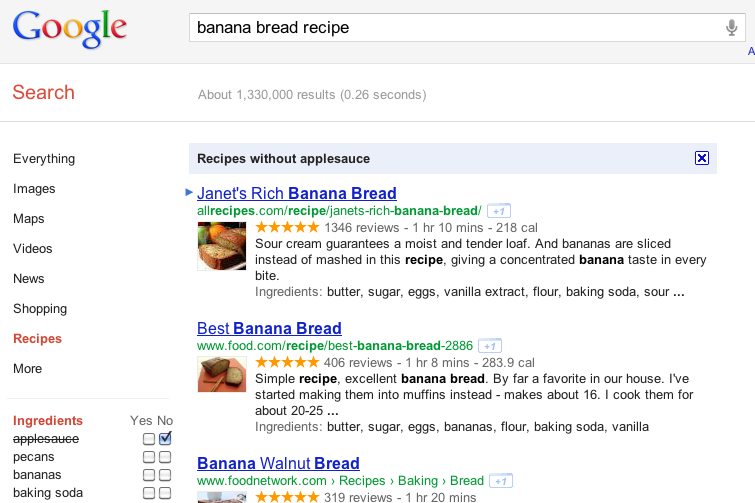 Google
banana bread recipe
A
Search
About 1,330,000 results (0.26 seconds)
Everything
Images
Maps
Videos
News
Shopping
Recipes
More
Ingredients Yes No
applesauce
pecans
bananas
baking soda
Recipes without applesauce
Janet's Rich Banana Bread
allrecipes.com/recipe/janets-rich-banana-bread/ +1
1346 reviews - 1 hr 10 mins - 218 cal
Sour cream guarantees a moist and tender loaf. And bananas are sliced
instead of mashed in this recipe, giving a concentrated banana taste in every
bite.
Ingredients: butter, sugar, eggs, vanilla extract, flour, baking soda, sour ...
Best Banana Bread
www.food.com/recipe/best-banana-bread-2886 +1
406 reviews - 1 hr 8 mins - 283.9 cal
Simple recipe, excellent banana bread. By far a favorite in our house. I've
started making them into muffins instead - makes about 16. I cook them for
about 20-25 ...
Ingredients: butter, sugar, eggs, bananas, flour, baking soda, vanilla
Banana Walnut Bread
www.foodnetwork.com › Recipes › Baking › Bread +1
319 reviews - 1 hr 20 mins